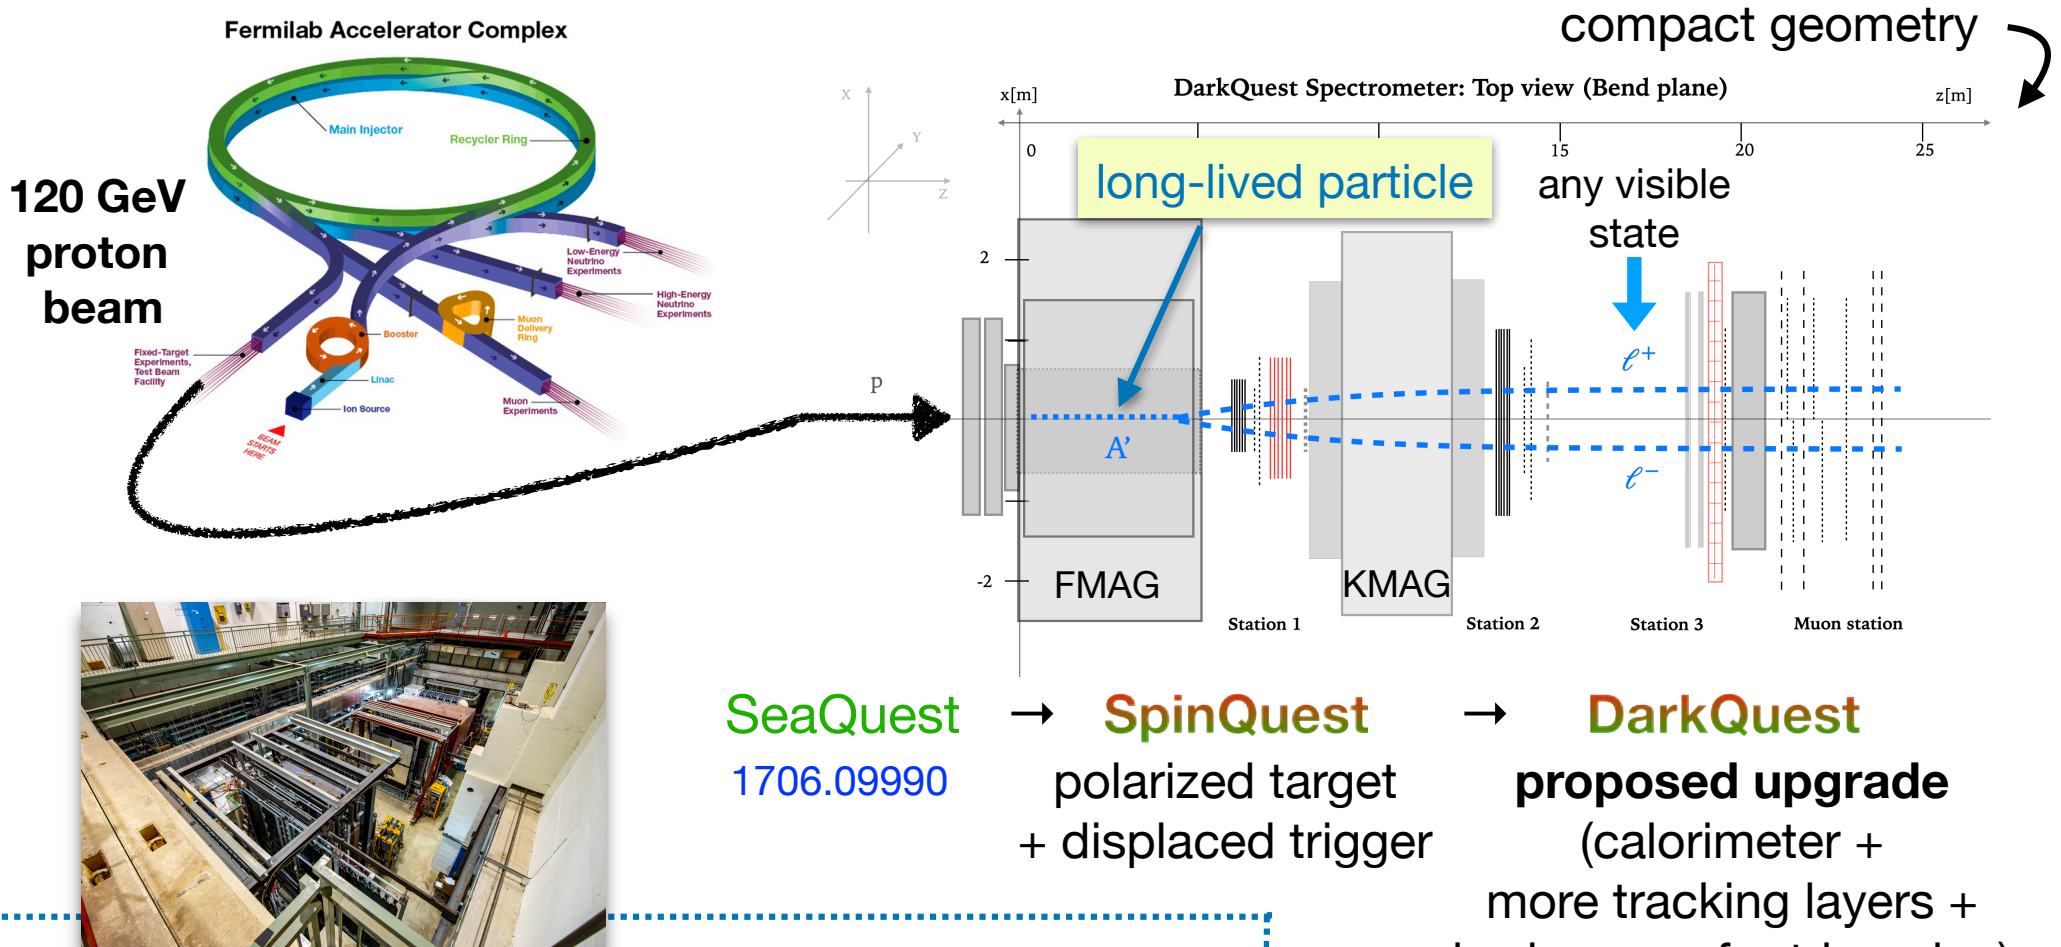 Fermilab Accelerator Complex
Main Injector
Recycler Ring
120 GeV
proton
beam
Low-Energy
Neutrino
Experiments
High-Energy
Neutrino
Experiments
Muon
Delivery
Ring
Booster
Fixed-Target
Experiments,
Test Beam
Facility
Linac
Ion Source
Muon
Experiments
BEAM
STARTS
HERE
compact geometry
DarkQuest Spectrometer: Top view (Bend plane)
x[m]
z[m]
X
Y
Z
0
15
20
25
long-lived particle
any visible
state
2
p
A’
ℓ+
ℓ−
-2
FMAG
KMAG
Station 1
Station 2
Station 3
Muon station
SeaQuest → SpinQuest → DarkQuest
1706.09990
polarized target
+ displaced trigger
proposed upgrade
(calorimeter +
more tracking layers +